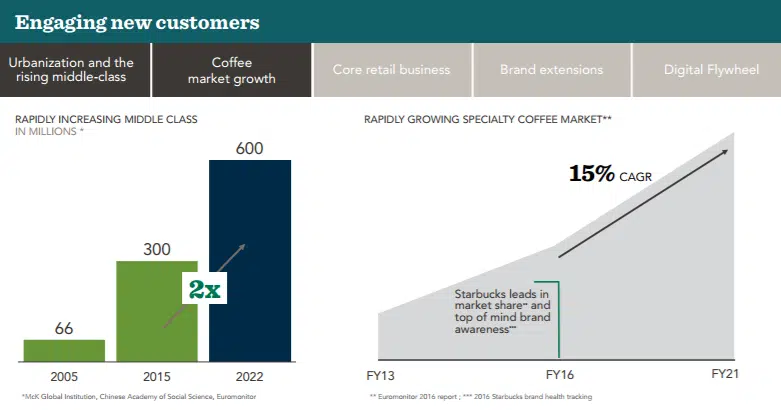 Engaging new customers
Urbanization and the
rising middle-class
Coffee
market growth
Core retail business
Brand extensions
Digital Flywheel
RAPIDLY INCREASING MIDDLE CLASS
IN MILLIONS *
600
300
2x
66
2005
2015
2022
*McK Global Institution, Chinese Academy of Social Science, Euromonitor
RAPIDLY GROWING SPECIALTY COFFEE MARKET**
15% CAGR
Starbucks leads in
market share** and
top of mind brand
awareness***
FY13
FY16
FY21
** Euromonitor 2016 report ; *** 2016 Starbucks brand health tracking